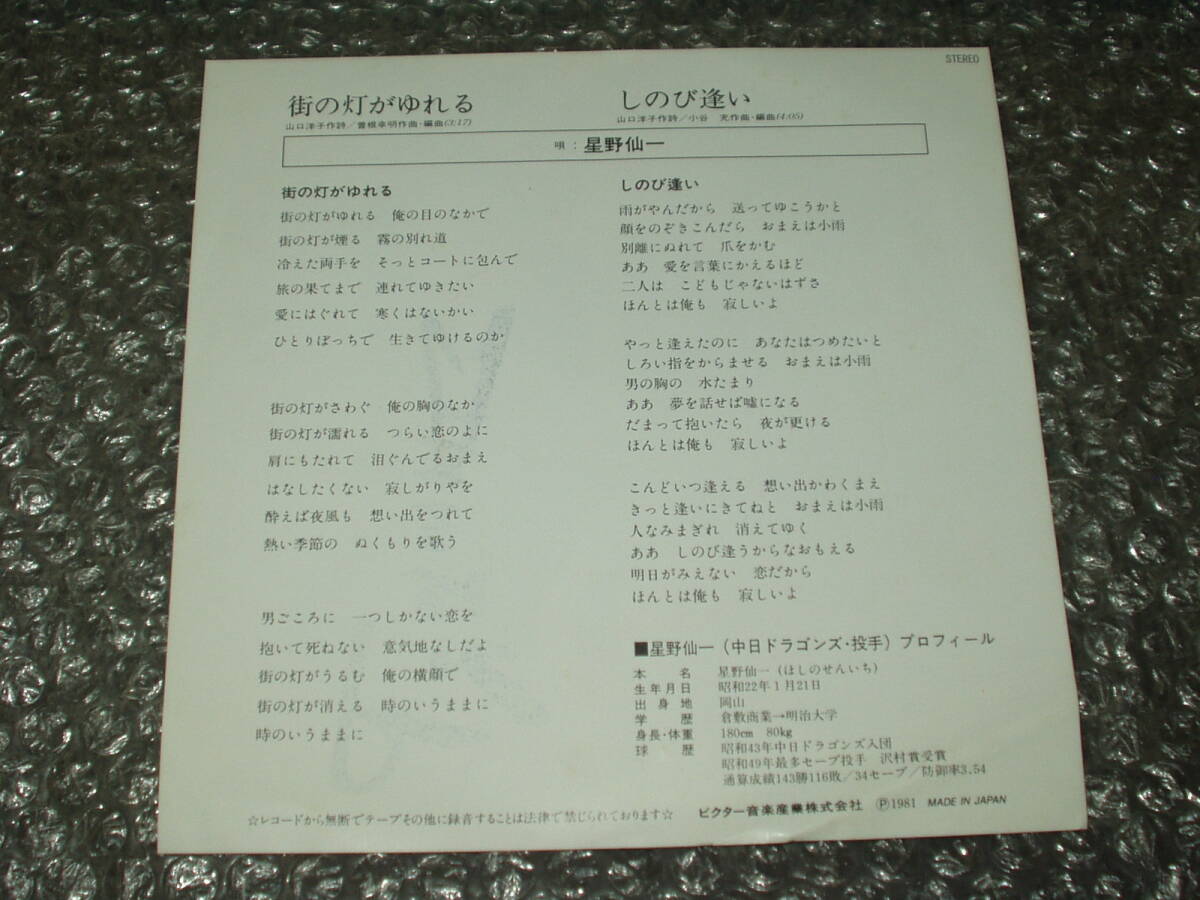 STEREO
街の灯がゆれる
山口洋子作詩/曽根幸明作曲・編曲(3:17)
しのび逢い
山口洋子作詩/小谷 充作曲・編曲(4:05)
唄:星野仙一
街の灯がゆれる
街の灯がゆれる 俺の目のなかで
街の灯が煙る 霧の別れ道
冷えた両手を そっとコートに包んで
旅の果てまで 連れてゆきたい
愛にはぐれて 寒くはないかい
ひとりぼっちで 生きてゆけるのか
街の灯がさわぐ 俺の胸のなか
街の灯が濡れる つらい恋のよに
肩にもたれて 泪ぐんでるおまえ
はなしたくない 寂しがりやを
酔えば夜風も 想い出をつれて
熱い季節の ぬくもりを歌う
男ごころに 一つしかない恋を
抱いて死ねない 意気地なしだよ
街の灯がうるむ 俺の横顔で
街の灯が消える 時のいうままに
時のいうままに
しのび逢い
雨がやんだから 送ってゆこうかと
顔をのぞきこんだら おまえは小雨
別離にぬれて 爪をかむ
ああ 愛を言葉にかえるほど
二人は こどもじゃないはずさ
ほんとは俺も 寂しいよ
やっと逢えたのに あなたはつめたいと
しろい指をからませる おまえは小雨
男の胸の 水たまり
ああ 夢を話せば嘘になる
だまって抱いたら 夜が更ける
ほんとは俺も 寂しいよ
こんどいつ逢える 想い出かわくまえ
きっと逢いにきてねと おまえは小雨
人なみまぎれ 消えてゆく
ああ しのび逢うからなおもえる
明日がみえない 恋だから
ほんとは俺も 寂しいよ
■星野仙一(中日ドラゴンズ・投手)プロフィール
本名 星野仙一(ほしのせんいち)
生年月日 昭和22年1月21日
出身地 岡山
学歴 倉敷商業→明治大学
身長・体重 180cm 80kg
球歴 昭和43年中日ドラゴンズ入団
昭和49年最多セーブ投手 沢村賞受賞
通算成績143勝116敗/34セーブ/防御率3.54
☆レコードから無断でテープその他に録音することは法律で禁じられております☆
ビクター音楽産業株式会社 Ⓟ1981 MADE IN JAPAN